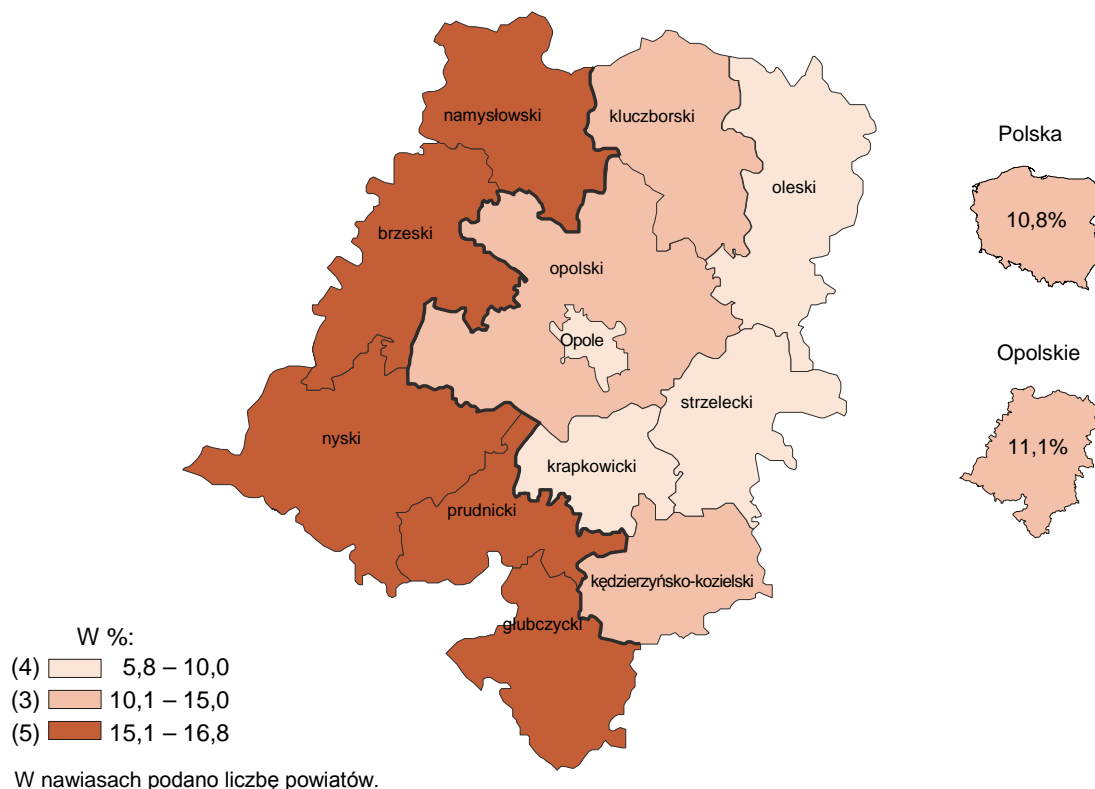 namysłowski
kluczborski
oleski
brzeski
opolski
Opole
strzelecki
nyski
krapkowicki
prudnicki
kędzierzyńsko-kozielski
głubczycki
Polska
10,8%
Opolskie
11,1%
W %:
(4) 5,8 – 10,0
(3) 10,1 – 15,0
(5) 15,1 – 16,8
W nawiasach podano liczbę powiatów.